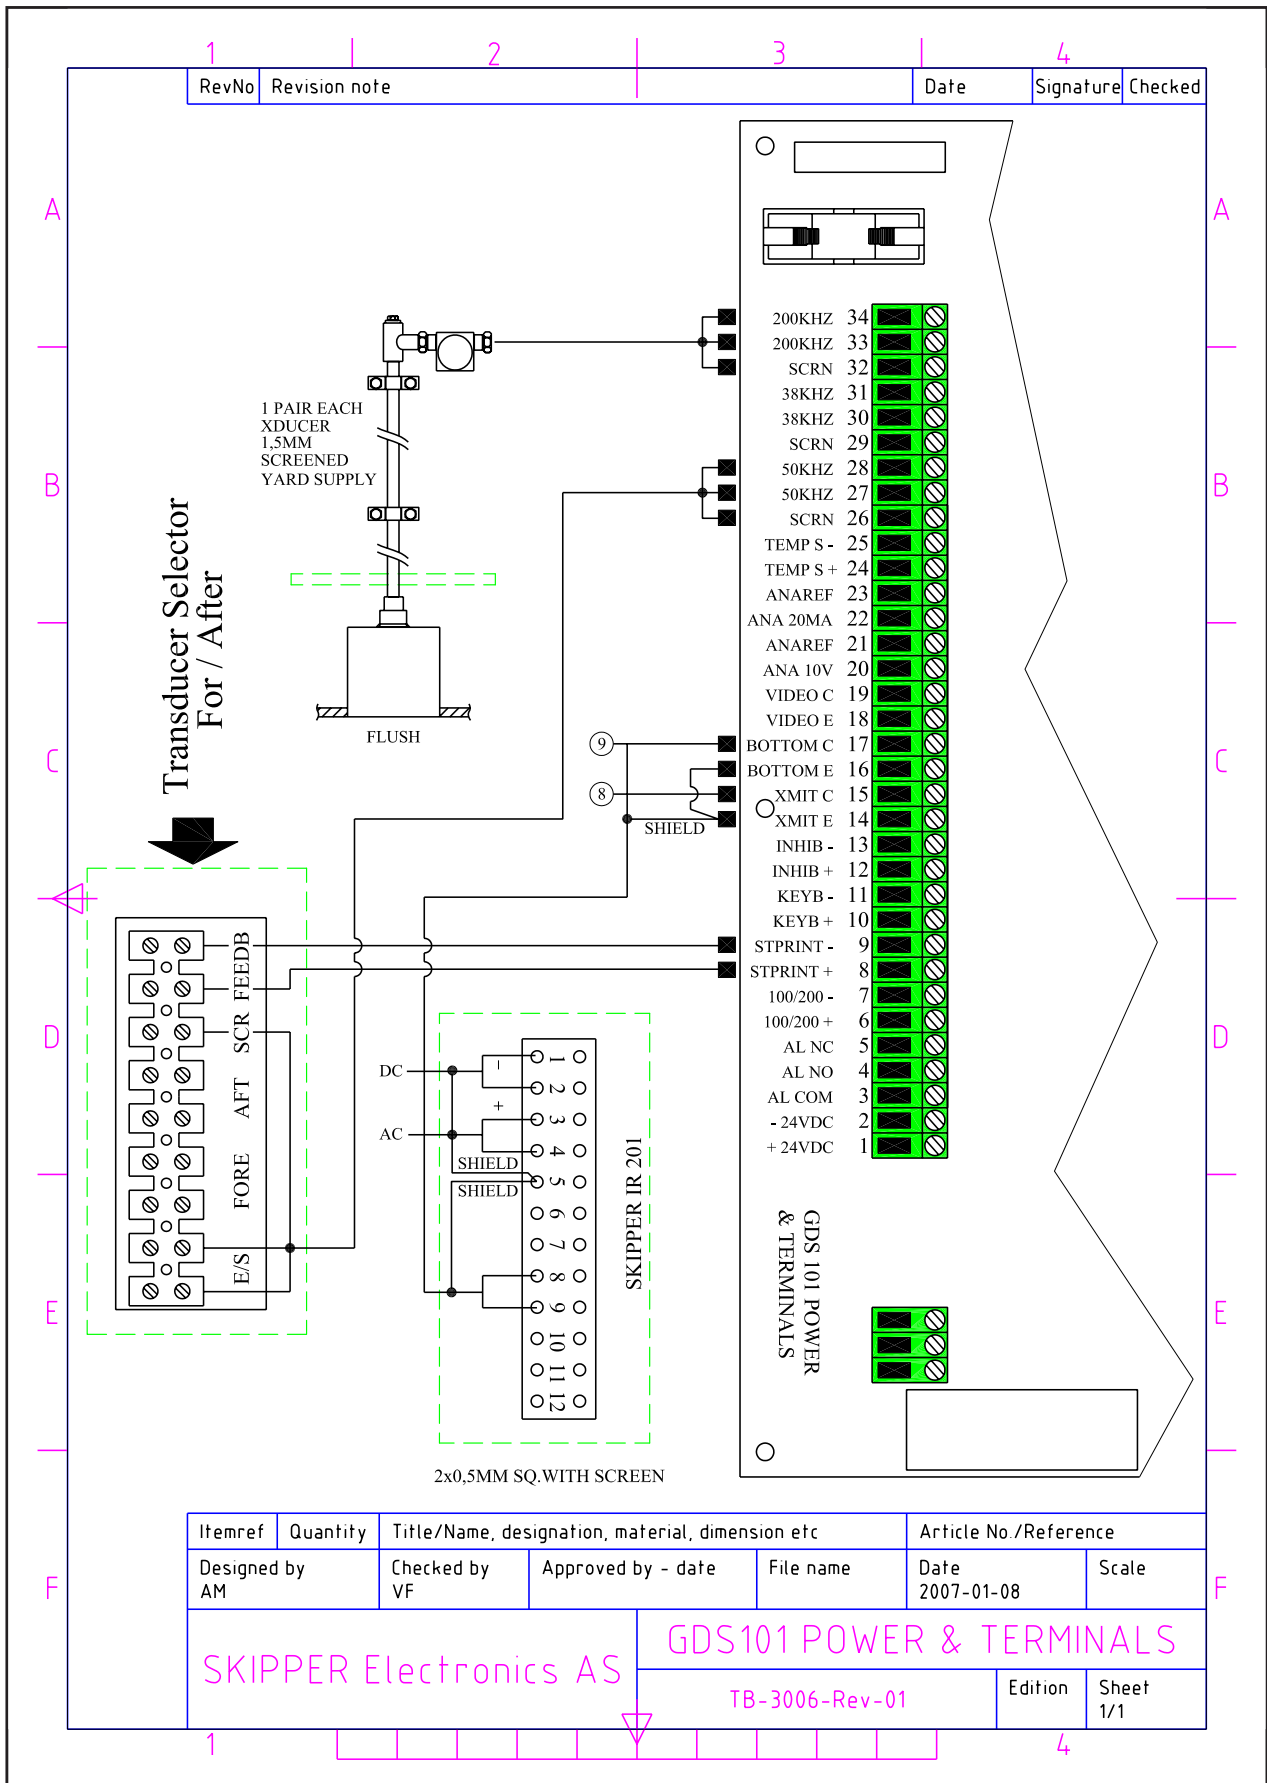 1 2 3 4
RevNo Revision note Date Signature Checked
A A
B B
C C
D D
E E
F F
1 PAIR EACH
XDUCER
1,5MM
SCREENED
YARD SUPPLY
FLUSH
Transducer Selector
For / After
9
8
SHIELD
200KHZ 34
200KHZ 33
SCRN 32
38KHZ 31
38KHZ 30
SCRN 29
50KHZ 28
50KHZ 27
SCRN 26
TEMP S - 25
TEMP S + 24
ANAREF 23
ANA 20MA 22
ANAREF 21
ANA 10V 20
VIDEO C 19
VIDEO E 18
BOTTOM C 17
BOTTOM E 16
XMIT C 15
XMIT E 14
INHIB - 13
INHIB + 12
KEYB - 11
KEYB + 10
STPRINT - 9
STPRINT + 8
100/200 - 7
100/200 + 6
AL NC 5
AL NO 4
AL COM 3
- 24VDC 2
+ 24VDC 1
GDS 101 POWER
& TERMINALS
FEEDB
SCR
AFT
FORE
E/S
DC
-
+
AC
SHIELD
SHIELD
1
2
3
4
5
6
7
8
9
10
11
12
SKIPPER IR 201
2x0,5MM SQ.WITH SCREEN
Itemref Quantity Title/Name, designation, material, dimension etc Article No./Reference
Designed by Checked by Approved by - date File name Date Scale
AM VF 2007-01-08
SKIPPER Electronics AS
GDS101 POWER & TERMINALS
TB-3006-Rev-01
Edition Sheet
1/1
1 4